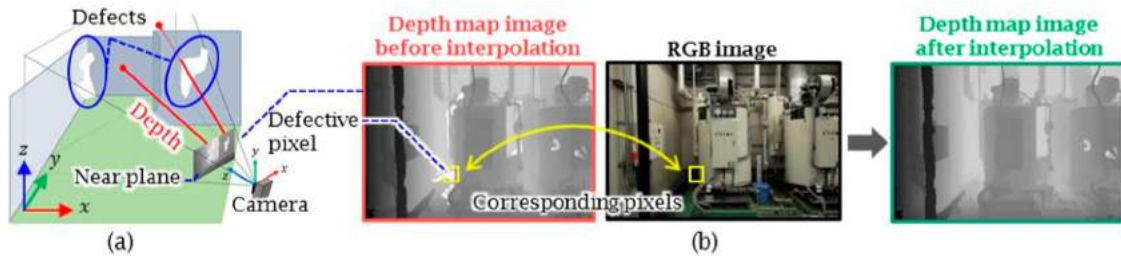 Defects
Depth
z
y
x
Near plane
Defective
pixel
y
x
z
Camera
(a)
Depth map image
before interpolation
RGB image
Corresponding pixels
(b)
Depth map image
after interpolation